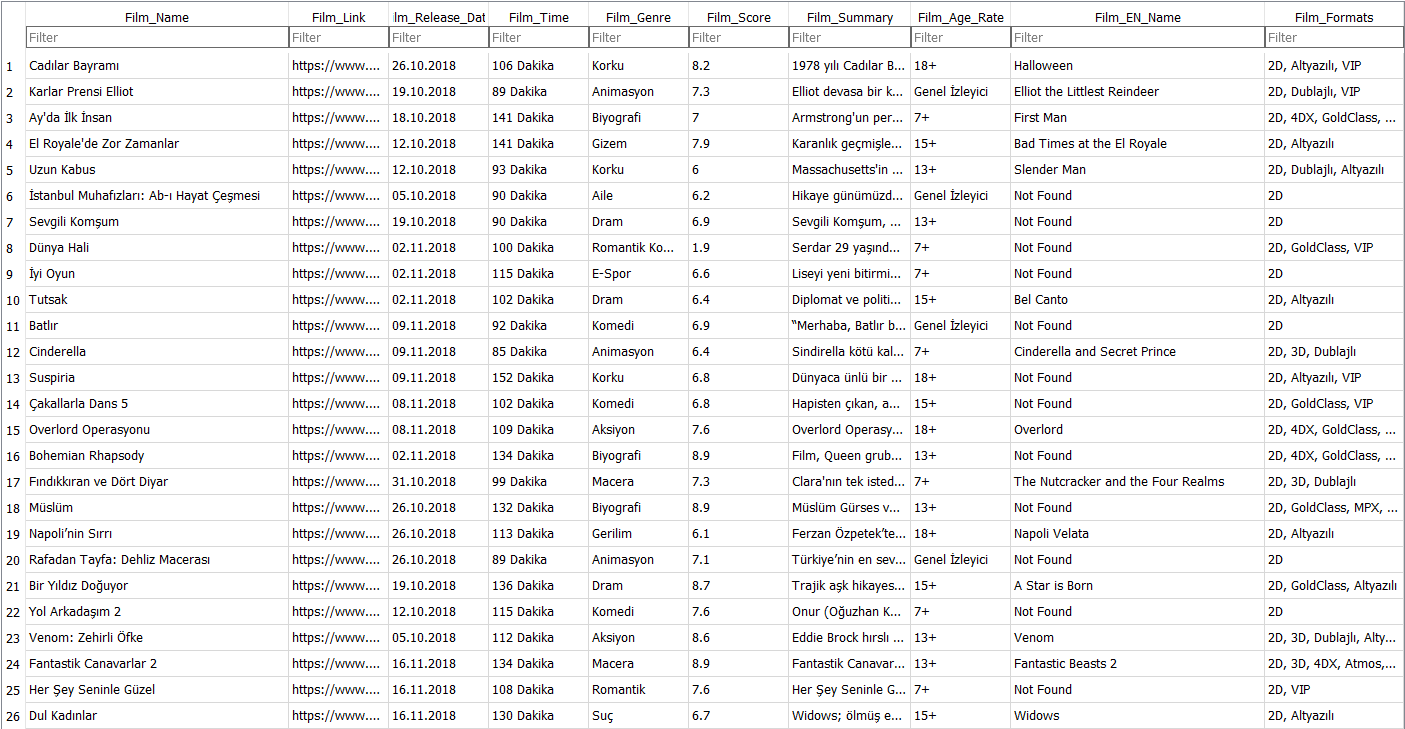 Film_Name Film_Link lm_Release_Dat Film_Time Film_Genre Film_Score Film_Summary Film_Age_Rate Film_EN_Name Film_Formats
Filter Filter Filter Filter Filter Filter Filter Filter Filter Filter
1 Cadılar Bayramı https://www.... 26.10.2018 106 Dakika Korku 8.2 1978 yılı Cadılar B... 18+ Halloween 2D, Altyazılı, VIP
2 Karlar Prensi Elliot https://www.... 19.10.2018 89 Dakika Animasyon 7.3 Elliot devasa bir k... Genel İzleyici Elliot the Littlest Reindeer 2D, Dublajlı, VIP
3 Ay'da İlk İnsan https://www.... 18.10.2018 141 Dakika Biyografi 7 Armstrong'un per... 7+ First Man 2D, 4DX, GoldClass, ...
4 El Royale'de Zor Zamanlar https://www.... 12.10.2018 141 Dakika Gizem 7.9 Karanlık geçmişle... 15+ Bad Times at the El Royale 2D, Altyazılı
5 Uzun Kabus https://www.... 12.10.2018 93 Dakika Korku 6 Massachusetts'in ... 13+ Slender Man 2D, Dublajlı, Altyazılı
6 İstanbul Muhafızları: Ab-ı Hayat Çeşmesi https://www.... 05.10.2018 90 Dakika Aile 6.2 Hikaye günümüzd... Genel İzleyici Not Found 2D
7 Sevgili Komşum https://www.... 19.10.2018 90 Dakika Dram 6.9 Sevgili Komşum, ... 13+ Not Found 2D
8 Dünya Hali https://www.... 02.11.2018 100 Dakika Romantik Ko... 1.9 Serdar 29 yaşınd... 7+ Not Found 2D, GoldClass, VIP
9 İyi Oyun https://www.... 02.11.2018 115 Dakika E-Spor 6.6 Liseyi yeni bitirmi... 7+ Not Found 2D
10 Tutsak https://www.... 02.11.2018 102 Dakika Dram 6.4 Diplomat ve politi... 15+ Bel Canto 2D, Altyazılı
11 Batlır https://www.... 09.11.2018 92 Dakika Komedi 6.9 “Merhaba, Batlır b... Genel İzleyici Not Found 2D
12 Cinderella https://www.... 09.11.2018 85 Dakika Animasyon 6.4 Sindirella kötü kal... 7+ Cinderella and Secret Prince 2D, 3D, Dublajlı
13 Suspiria https://www.... 09.11.2018 152 Dakika Korku 6.8 Dünyaca ünlü bir ... 18+ Not Found 2D, Altyazılı, VIP
14 Çakallarla Dans 5 https://www.... 08.11.2018 102 Dakika Komedi 6.8 Hapisten çıkan, a... 15+ Not Found 2D, GoldClass, VIP
15 Overlord Operasyonu https://www.... 08.11.2018 109 Dakika Aksiyon 7.6 Overlord Operasy... 18+ Overlord 2D, 4DX, GoldClass, ...
16 Bohemian Rhapsody https://www.... 02.11.2018 134 Dakika Biyografi 8.9 Film, Queen grub... 13+ Not Found 2D, 4DX, GoldClass, ...
17 Fındıkkıran ve Dört Diyar https://www.... 31.10.2018 99 Dakika Macera 7.3 Clara'nın tek isted... 7+ The Nutcracker and the Four Realms 2D, 3D, Dublajlı
18 Müslüm https://www.... 26.10.2018 132 Dakika Biyografi 8.9 Müslüm Gürses v... 13+ Not Found 2D, GoldClass, MPX, ...
19 Napoli’nin Sırrı https://www.... 26.10.2018 113 Dakika Gerilim 6.1 Ferzan Özpetek’te... 18+ Napoli Velata 2D, Altyazılı
20 Rafadan Tayfa: Dehliz Macerası https://www.... 26.10.2018 89 Dakika Animasyon 7.1 Türkiye’nin en sev... Genel İzleyici Not Found 2D
21 Bir Yıldız Doğuyor https://www.... 19.10.2018 136 Dakika Dram 8.7 Trajik aşk hikayes... 15+ A Star is Born 2D, GoldClass, Altyazılı
22 Yol Arkadaşım 2 https://www.... 12.10.2018 115 Dakika Komedi 7.6 Onur (Oğuzhan K... 7+ Not Found 2D
23 Venom: Zehirli Öfke https://www.... 05.10.2018 112 Dakika Aksiyon 8.6 Eddie Brock hırslı ... 13+ Venom 2D, 3D, Dublajlı, Alty...
24 Fantastik Canavarlar 2 https://www.... 16.11.2018 134 Dakika Macera 8.9 Fantastik Canavar... 13+ Fantastic Beasts 2 2D, 3D, 4DX, Atmos,...
25 Her Şey Seninle Güzel https://www.... 16.11.2018 108 Dakika Romantik 7.6 Her Şey Seninle G... 7+ Not Found 2D, VIP
26 Dul Kadınlar https://www.... 16.11.2018 130 Dakika Suç 6.7 Widows; ölmüş e... 15+ Widows 2D, Altyazılı